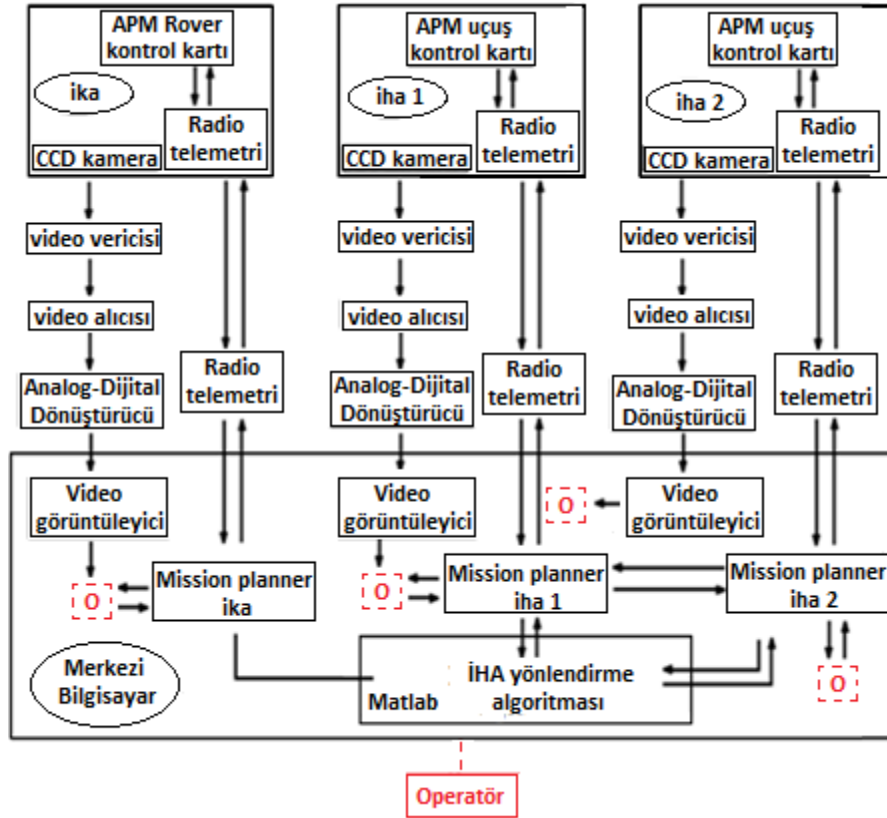 APM Rover
kontrol kartı
ika
Radio
telemetri
CCD kamera
APM uçuş
kontrol kartı
iha 1
Radio
telemetri
CCD kamera
APM uçuş
kontrol kartı
iha 2
Radio
telemetri
CCD kamera
video vericisi
video vericisi
video vericisi
video alıcısı
video alıcısı
video alıcısı
Analog-Dijital
Dönüştürücü
Radio
telemetri
Analog-Dijital
Dönüştürücü
Radio
telemetri
Analog-Dijital
Dönüştürücü
Radio
telemetri
Video
görüntüleyici
Video
görüntüleyici
O
Video
görüntüleyici
O
Mission planner
ika
O
Mission planner
iha 1
Mission planner
iha 2
Merkezi
Bilgisayar
Matlab
İHA yönlendirme
algoritması
O
Operatör